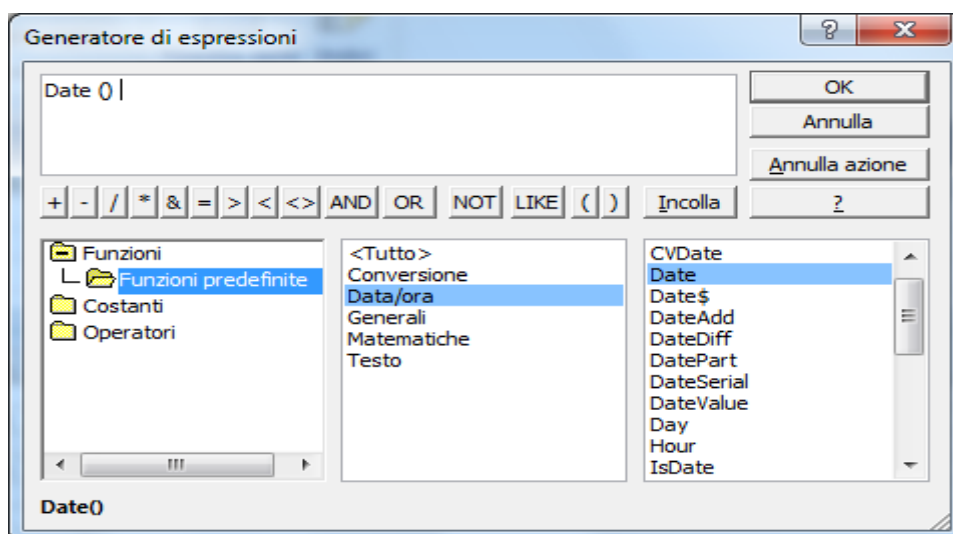 Generatore di espressioni
?
x
Date () |
OK
Annulla
Annulla azione
+ - / * & = > < <> AND OR NOT LIKE ( ) Incolla ?
Funzioni
Funzioni predefinite
Costanti
Operatori
<Tutto>
Conversione
Data/ora
Generali
Matematiche
Testo
CVDate
Date
Date$
DateAdd
DateDiff
DatePart
DateSerial
DateValue
Day
Hour
IsDate
Date()